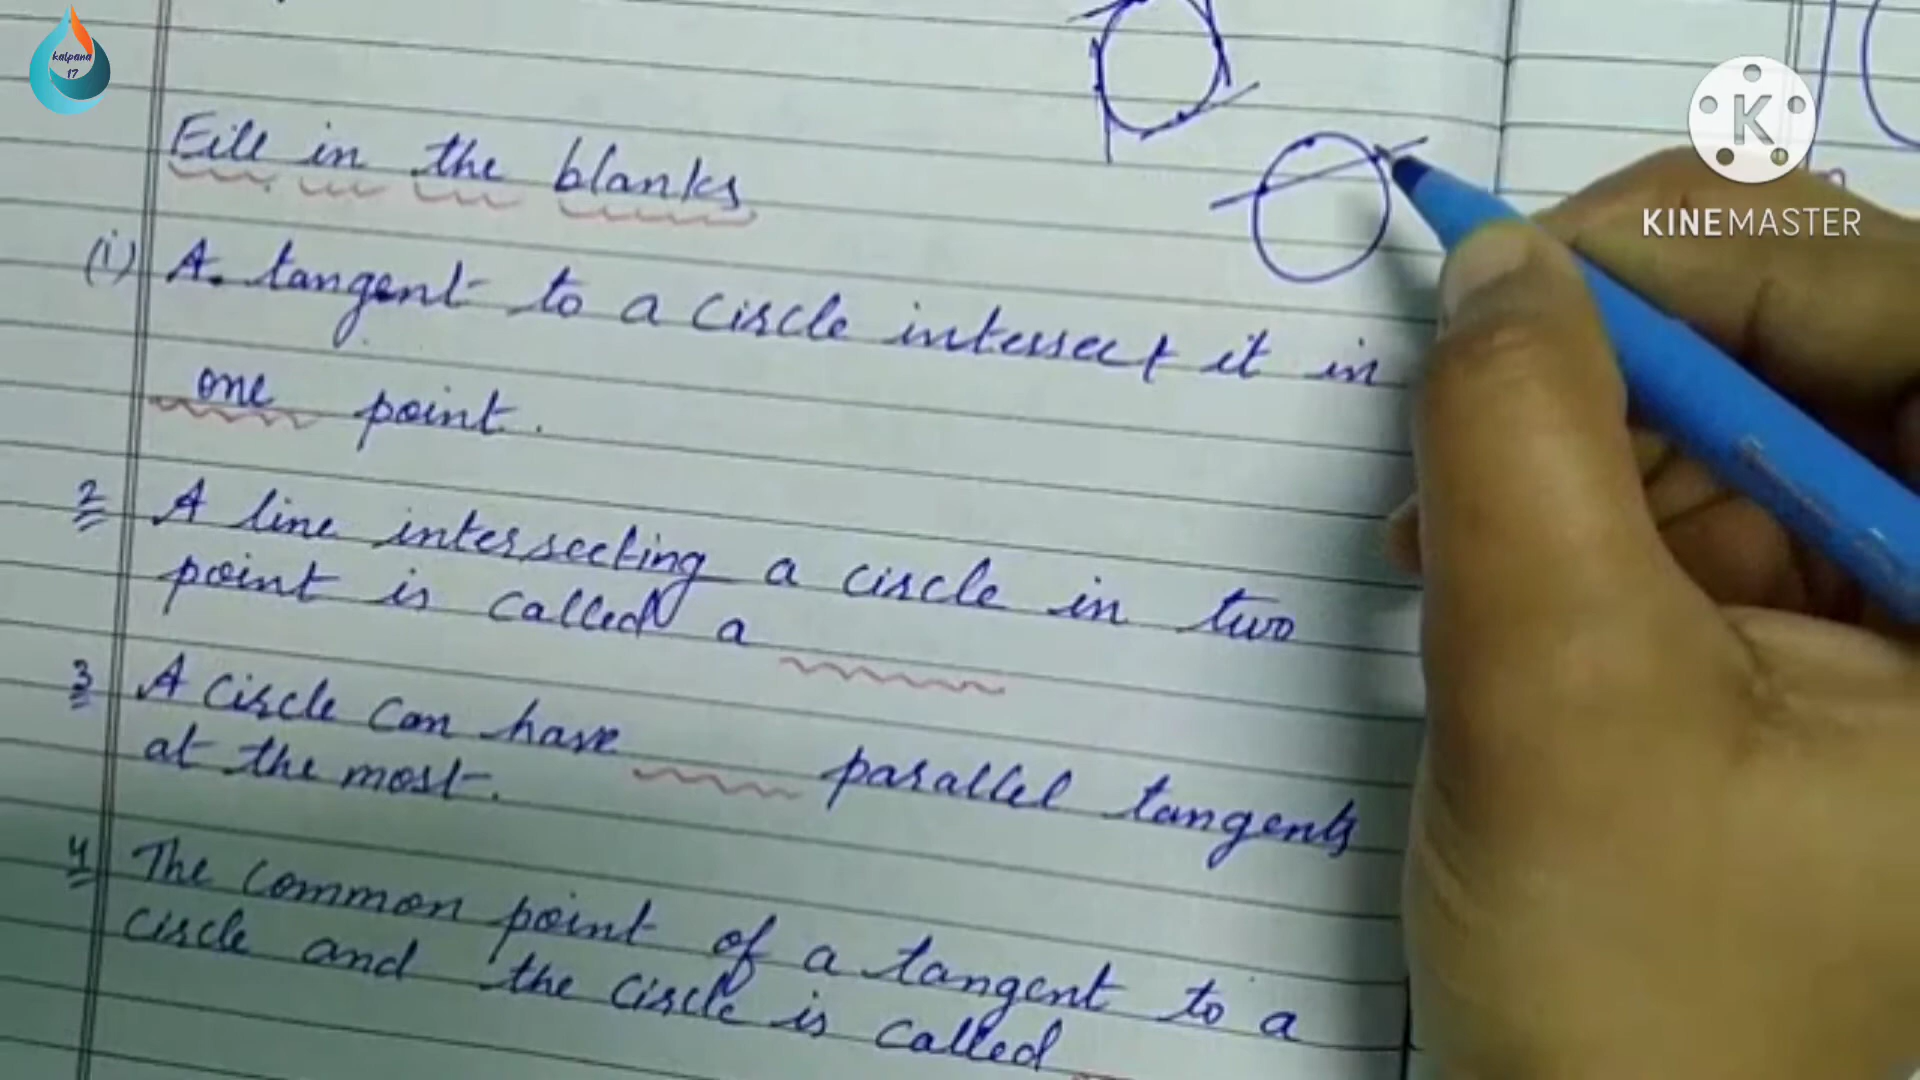 kalpana
17
K
KINEMASTER
Fill in the blanks
(i) A tangent to a circle intersect it in
one point.
2 A line intersecting a circle in two
point is called a
3 A circle can have parallel tangents
at the most.
4 The common point of a tangent to a
circle and the circle is called